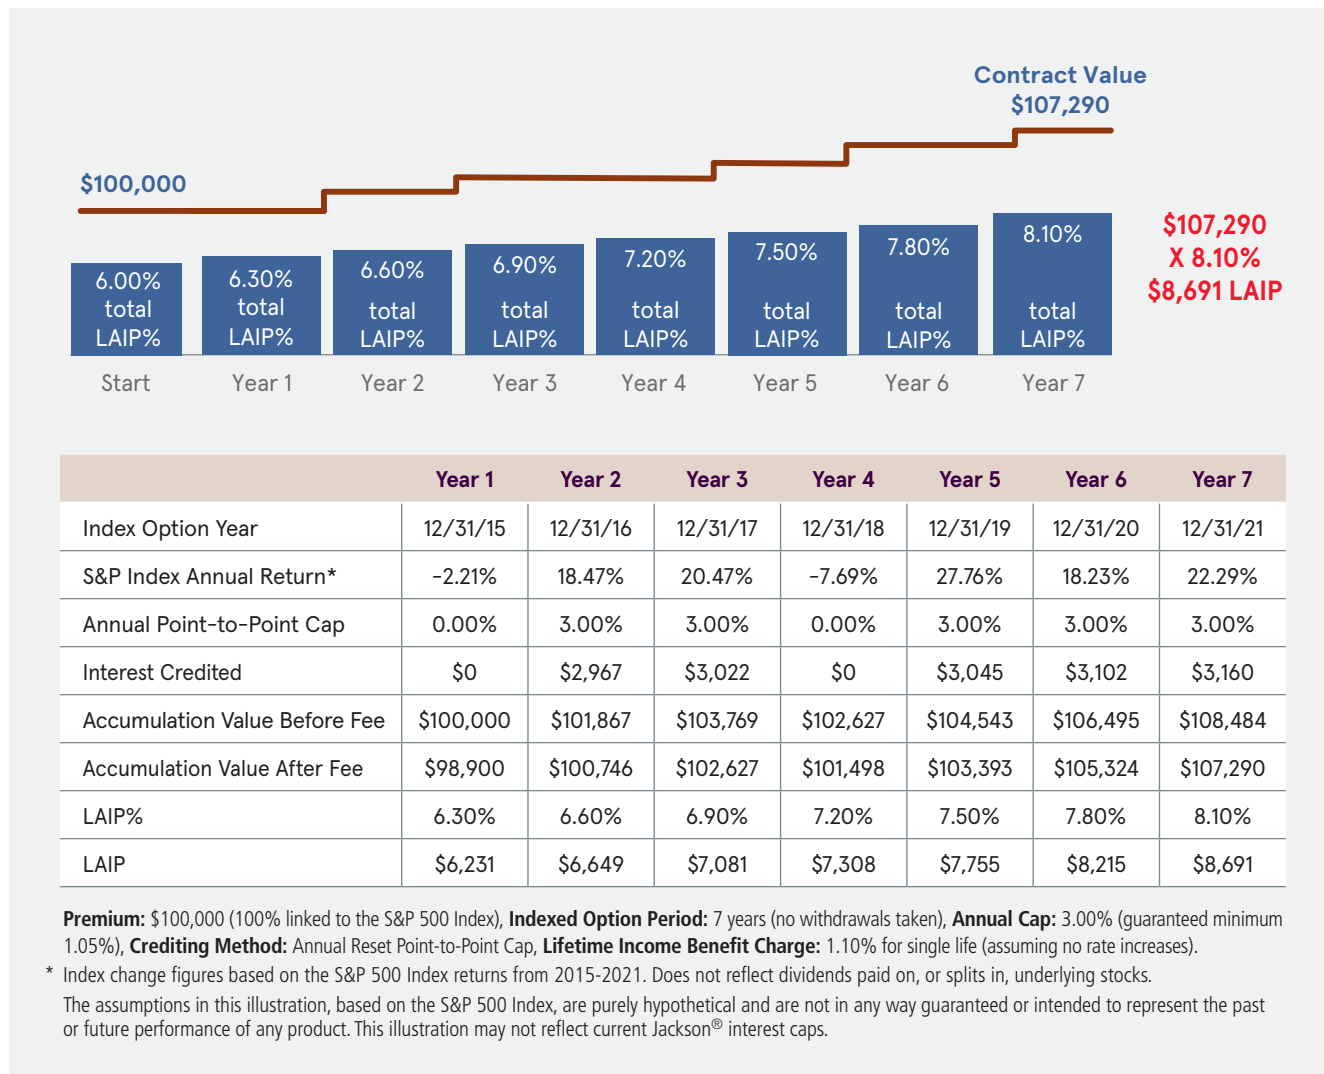 Contract Value
$107,290
$100,000
6.00%
total
LAIP%
6.30%
total
LAIP%
6.60%
total
LAIP%
6.90%
total
LAIP%
7.20%
total
LAIP%
7.50%
total
LAIP%
7.80%
total
LAIP%
8.10%
total
LAIP%
$107,290
X 8.10%
$8,691 LAIP
Start Year 1 Year 2 Year 3 Year 4 Year 5 Year 6 Year 7
Year 1 Year 2 Year 3 Year 4 Year 5 Year 6 Year 7
Index Option Year 12/31/15 12/31/16 12/31/17 12/31/18 12/31/19 12/31/20 12/31/21
S&P Index Annual Return* -2.21% 18.47% 20.47% -7.69% 27.76% 18.23% 22.29%
Annual Point-to-Point Cap 0.00% 3.00% 3.00% 0.00% 3.00% 3.00% 3.00%
Interest Credited $0 $2,967 $3,022 $0 $3,045 $3,102 $3,160
Accumulation Value Before Fee $100,000 $101,867 $103,769 $102,627 $104,543 $106,495 $108,484
Accumulation Value After Fee $98,900 $100,746 $102,627 $101,498 $103,393 $105,324 $107,290
LAIP% 6.30% 6.60% 6.90% 7.20% 7.50% 7.80% 8.10%
LAIP $6,231 $6,649 $7,081 $7,308 $7,755 $8,215 $8,691
Premium: $100,000 (100% linked to the S&P 500 Index), Indexed Option Period: 7 years (no withdrawals taken), Annual Cap: 3.00% (guaranteed minimum
1.05%), Crediting Method: Annual Reset Point-to-Point Cap, Lifetime Income Benefit Charge: 1.10% for single life (assuming no rate increases).
* Index change figures based on the S&P 500 Index returns from 2015-2021. Does not reflect dividends paid on, or splits in, underlying stocks.
The assumptions in this illustration, based on the S&P 500 Index, are purely hypothetical and are not in any way guaranteed or intended to represent the past
or future performance of any product. This illustration may not reflect current Jackson® interest caps.